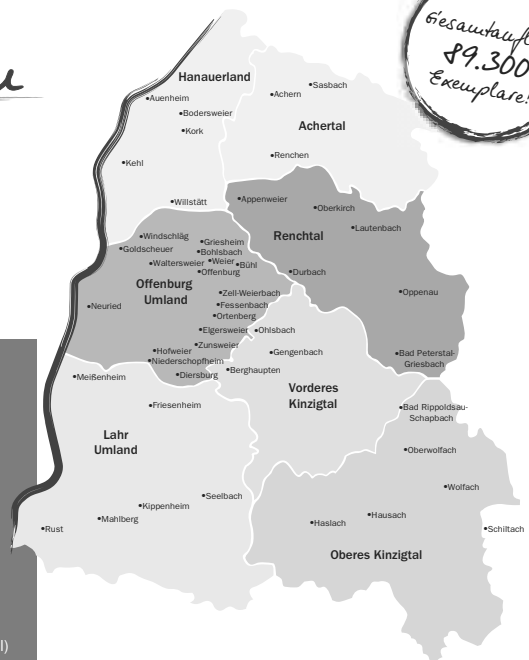 Gesamtaufl
89.300
Exemplare!
Hanauerland
•Sasbach
•Achern
•Auenheim
•Bodersweier
Achertal
•Kork
•Renchen
•Kehl
•Willstätt
•Appenweier
•Oberkirch
•Lautenbach
Renchtal
•Windschläg
•Griesheim
•Goldscheuer
•Bohlsbach
•Waltersweier
•Weier
•Bühl
•Offenburg
•Durbach
Offenburg
Umland
•Zell-Weierbach
•Oppenau
•Neuried
•Fessenbach
•Ortenberg
•Elgersweier
•Ohlsbach
•Zunsweier
•Hofweier
•Gengenbach
•Bad Peterstal-
Griesbach
•Niederschopfheim
•Berghaupten
•Meißenheim
•Diersburg
Vorderes
Kinzigtal
•Friesenheim
•Bad Rippoldsau-
Schapbach
Lahr
Umland
•Oberwolfach
•Wolfach
•Seelbach
•Kippenheim
•Mahlberg
•Hausach
•Haslach
•Rust
•Schiltach
Oberes Kinzigtal
l)